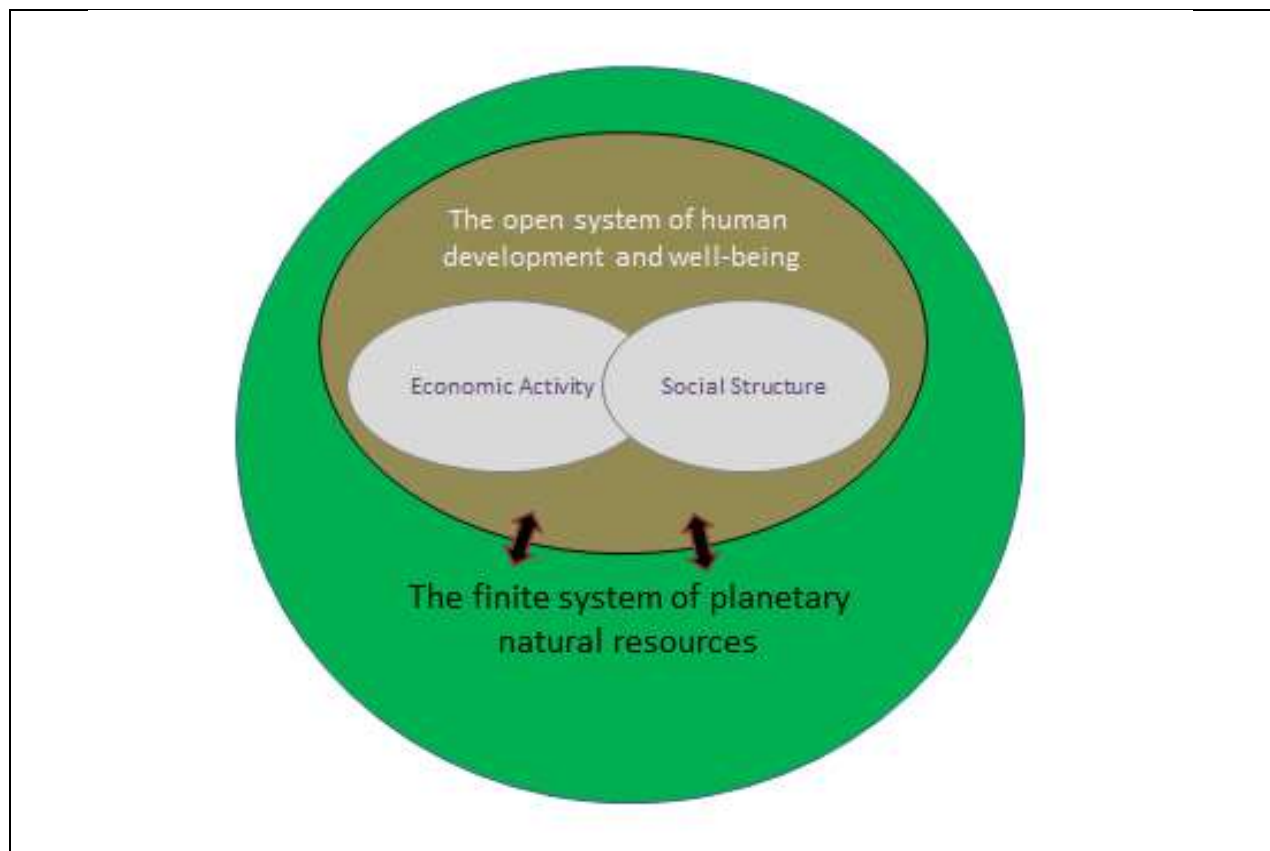 The open system of human
development and well-being
Economic Activity
Social Structure
The finite system of planetary
natural resources